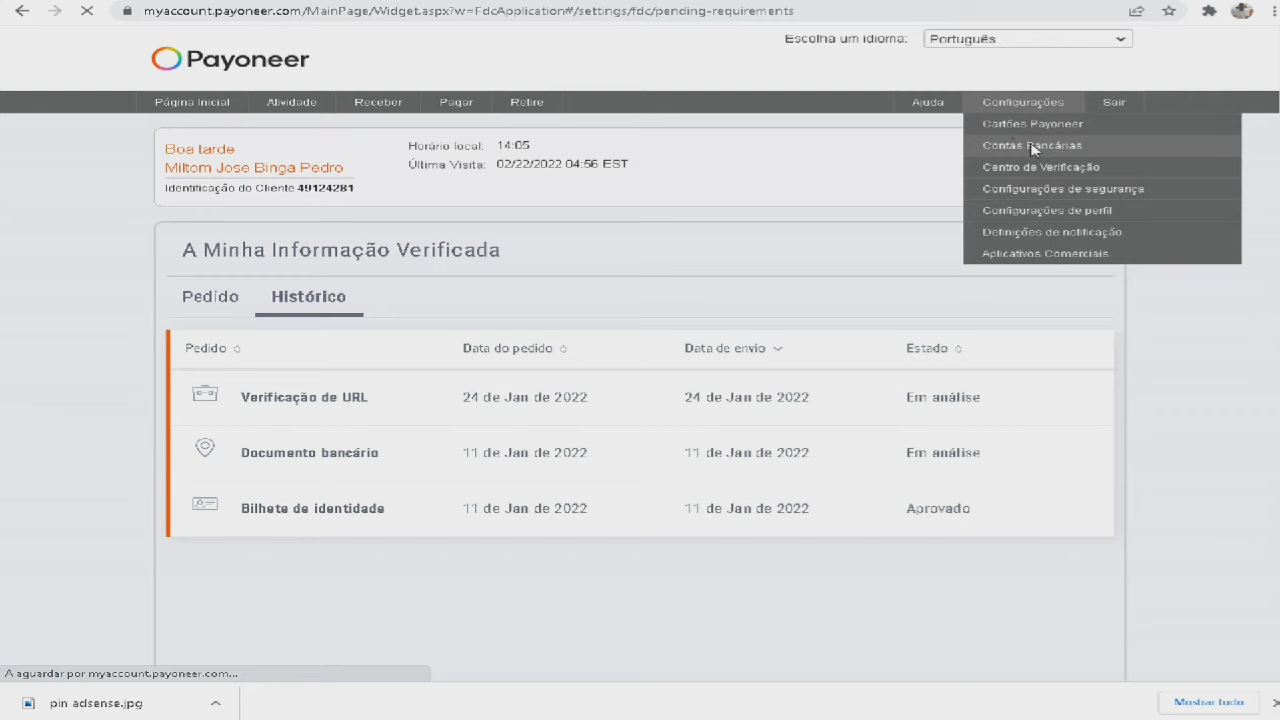 myaccount.payoneer.com/MainPage/Widget.aspx?w=FdcApplication#/settings/fdc/pending-requirements
Escolha um idioma: Português
Payoneer
Página Inicial Atividade Receber Pagar Retire Ajuda Configurações Sair
Cartões Payoneer
Contas Bancárias
Centro de Verificação
Configurações de segurança
Configurações de perfil
Definições de notificação
Aplicativos Comerciais
Boa tarde
Miltom Jose Binga Pedro
Identificação do Cliente 49124281
Horário local: 14:05
Última Visita: 02/22/2022 04:56 EST
A Minha Informação Verificada
Pedido Histórico
Pedido Data do pedido Data de envio Estado
Verificação de URL 24 de Jan de 2022 24 de Jan de 2022 Em análise
Documento bancário 11 de Jan de 2022 11 de Jan de 2022 Em análise
Bilhete de identidade 11 de Jan de 2022 11 de Jan de 2022 Aprovado
A aguardar por myaccount.payoneer.com...
pin adsense.jpg
Mostrar tudo